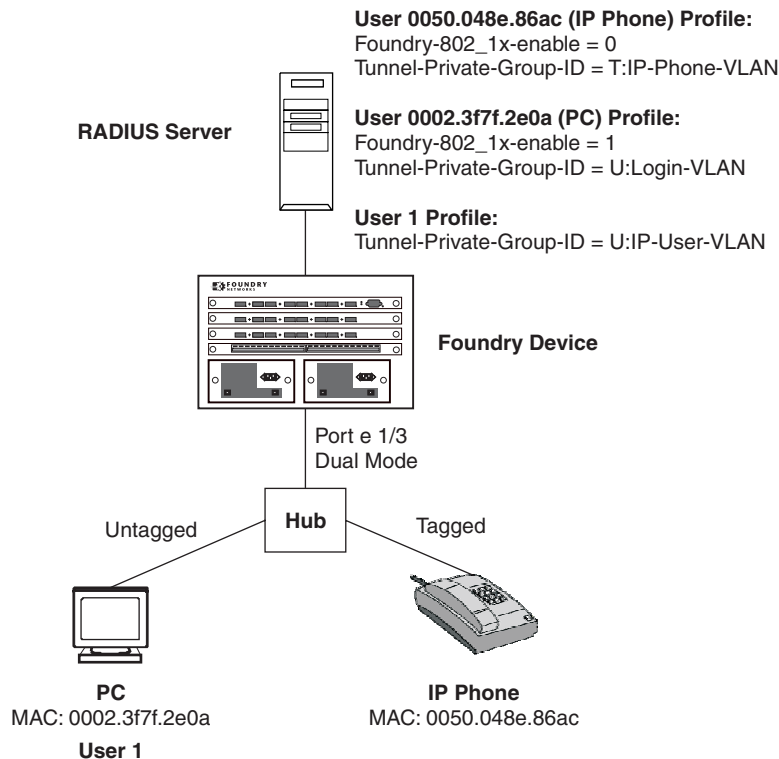 User 0050.048e.86ac (IP Phone) Profile:
Foundry-802_1x-enable = 0
Tunnel-Private-Group-ID = T:IP-Phone-VLAN
User 0002.3f7f.2e0a (PC) Profile:
Foundry-802_1x-enable = 1
Tunnel-Private-Group-ID = U:Login-VLAN
User 1 Profile:
Tunnel-Private-Group-ID = U:IP-User-VLAN
RADIUS Server
FOUNDRY
NETWORKS
Foundry Device
Port e 1/3
Dual Mode
Untagged
Hub
Tagged
PC
MAC: 0002.3f7f.2e0a
User 1
IP Phone
MAC: 0050.048e.86ac